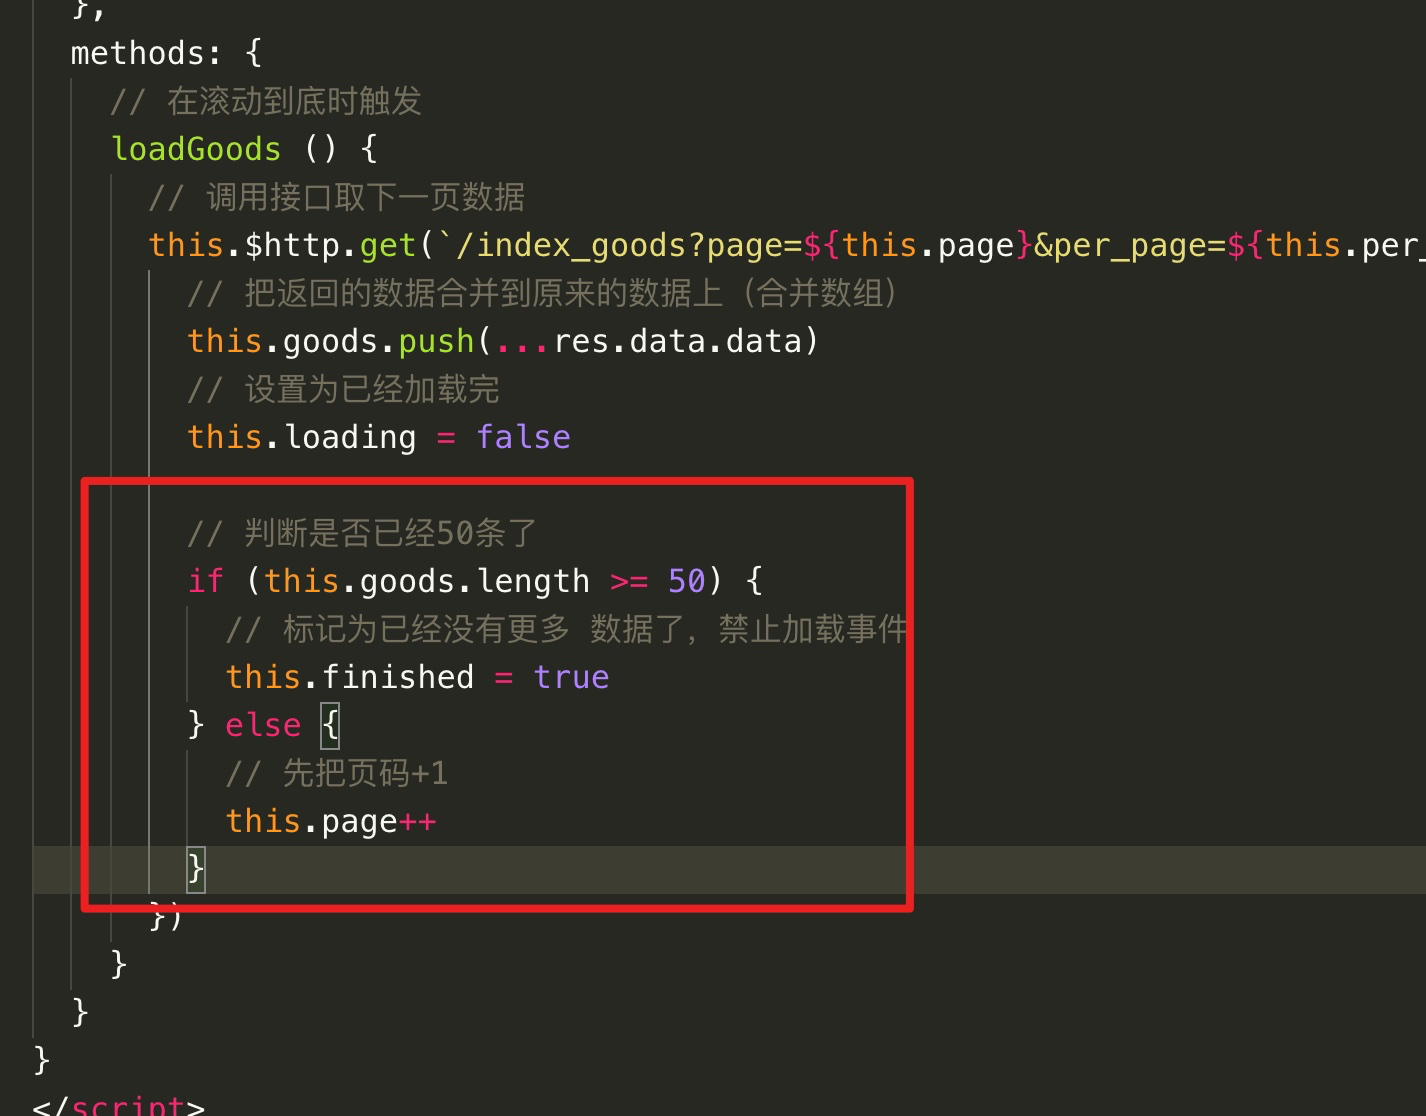 },
methods: {
// 在滚动到底时触发
loadGoods () {
// 调用接口取下一页数据
this.$http.get(`/index_goods?page=${this.page}&per_page=${this.per_
// 把返回的数据合并到原来的数据上（合并数组）
this.goods.push(...res.data.data)
// 设置为已经加载完
this.loading = false
// 判断是否已经50条了
if (this.goods.length >= 50) {
// 标记为已经没有更多 数据了，禁止加载事件
this.finished = true
} else {
// 先把页码+1
this.page++
}
})
}
}
}
</script>